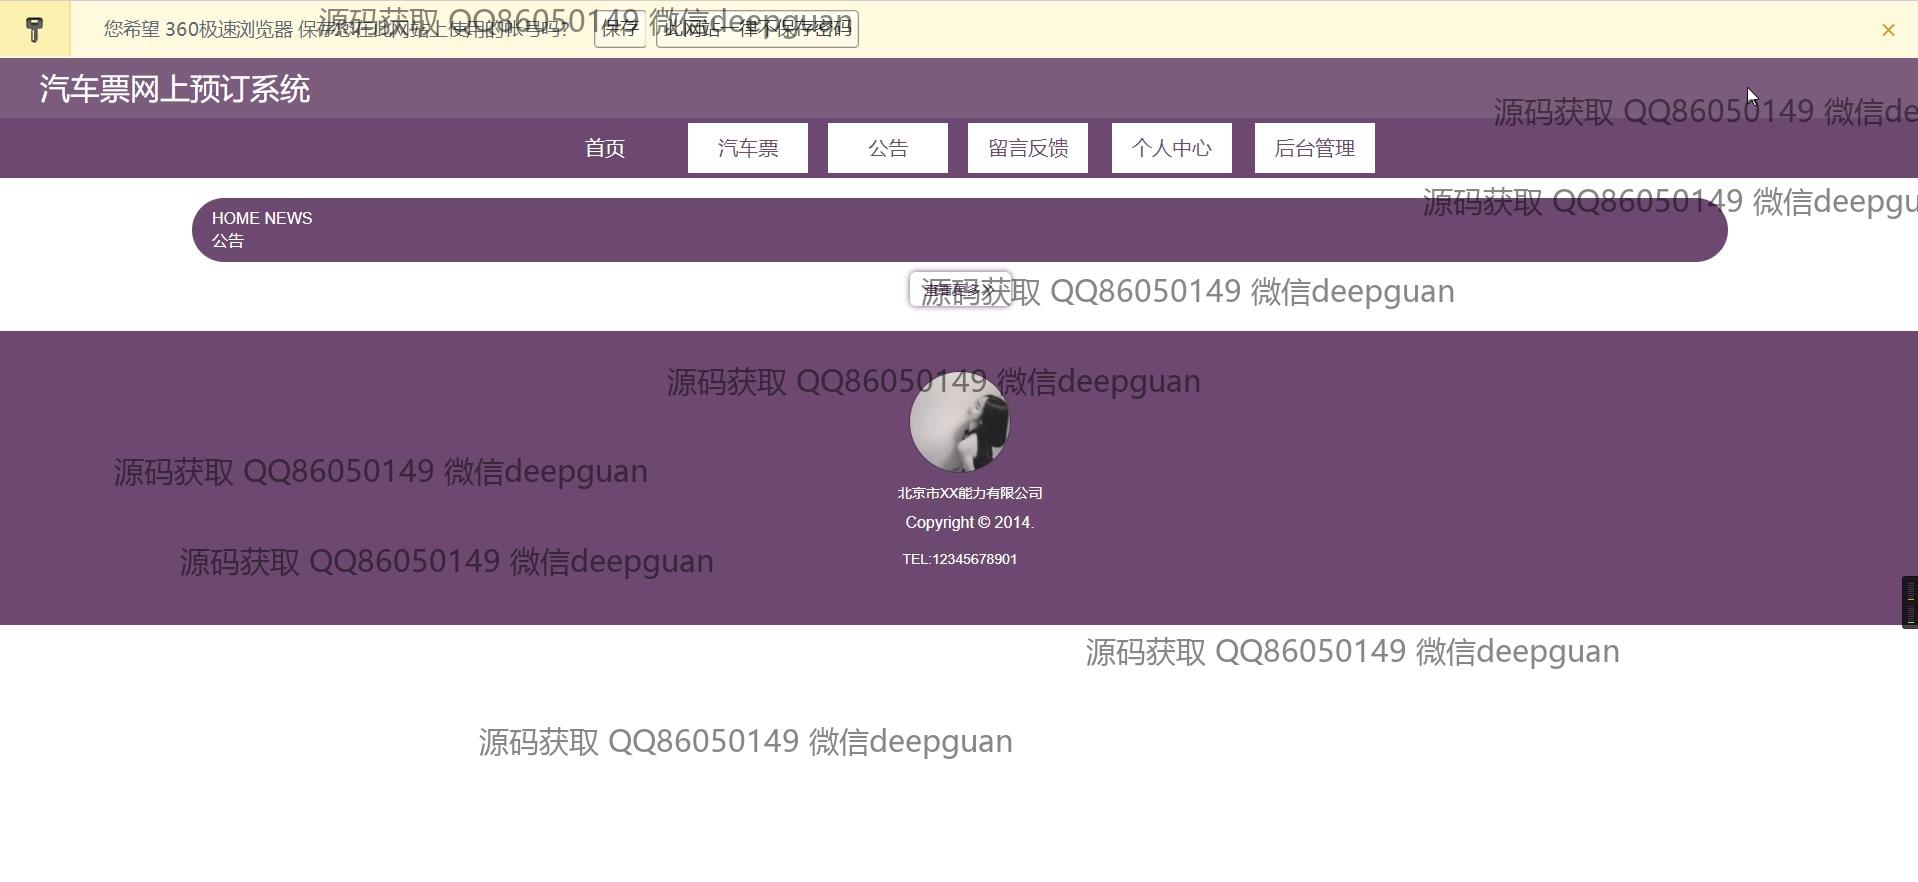 您希望 360极速浏览器 保存您在此网站上使用的帐号吗?
保存
此网站一律不保存密码
源码获取 QQ86050149 微信deepguan
汽车票网上预订系统
源码获取 QQ86050149 微信de
首页
汽车票
公告
留言反馈
个人中心
后台管理
源码获取 QQ86050149 微信deepgu
HOME NEWS
公告
源码获取 QQ86050149 微信deepguan
源码获取 QQ86050149 微信deepguan
源码获取 QQ86050149 微信deepguan
北京市XX能力有限公司
Copyright © 2014.
源码获取 QQ86050149 微信deepguan
TEL:12345678901
源码获取 QQ86050149 微信deepguan
源码获取 QQ86050149 微信deepguan